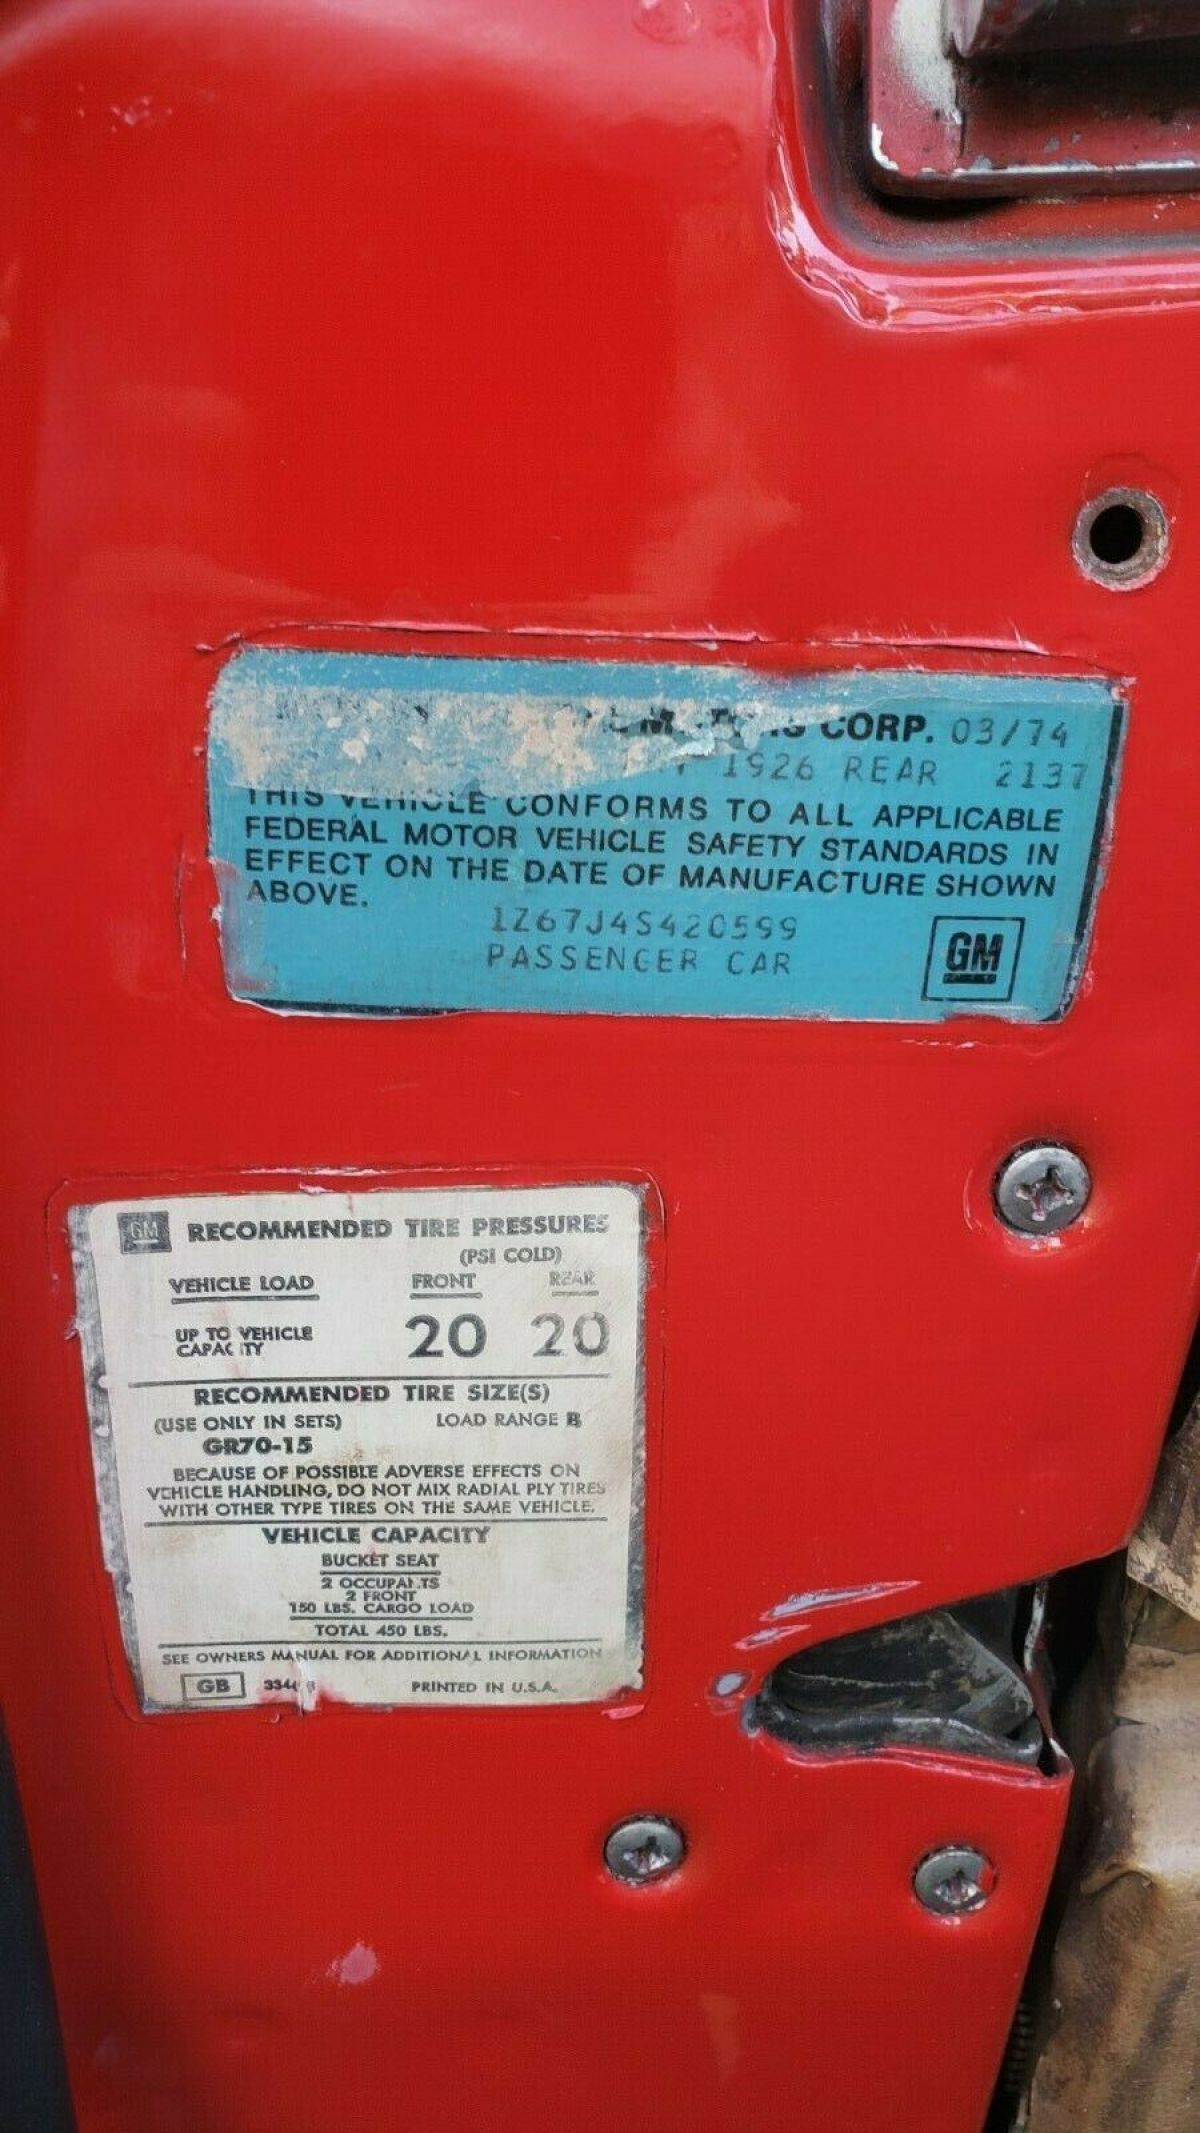 CORP. 03/74
1926 REAR 2137
THIS VEHICLE CONFORMS TO ALL APPLICABLE
FEDERAL MOTOR VEHICLE SAFETY STANDARDS IN
EFFECT ON THE DATE OF MANUFACTURE SHOWN
ABOVE.
1Z67J4S420599
PASSENGER CAR
GM
GM RECOMMENDED TIRE PRESSURES
(PSI COLD)
VEHICLE LOAD FRONT REAR
UP TO VEHICLE
CAPACITY
20 20
RECOMMENDED TIRE SIZE(S)
(USE ONLY IN SETS) LOAD RANGE B
GR70-15
BECAUSE OF POSSIBLE ADVERSE EFFECTS ON
VEHICLE HANDLING, DO NOT MIX RADIAL PLY TIRES
WITH OTHER TYPE TIRES ON THE SAME VEHICLE.
VEHICLE CAPACITY
BUCKET SEAT
2 OCCUPANTS
2 FRONT
150 LBS. CARGO LOAD
TOTAL 450 LBS.
SEE OWNERS MANUAL FOR ADDITIONAL INFORMATION
GB PRINTED IN U.S.A.